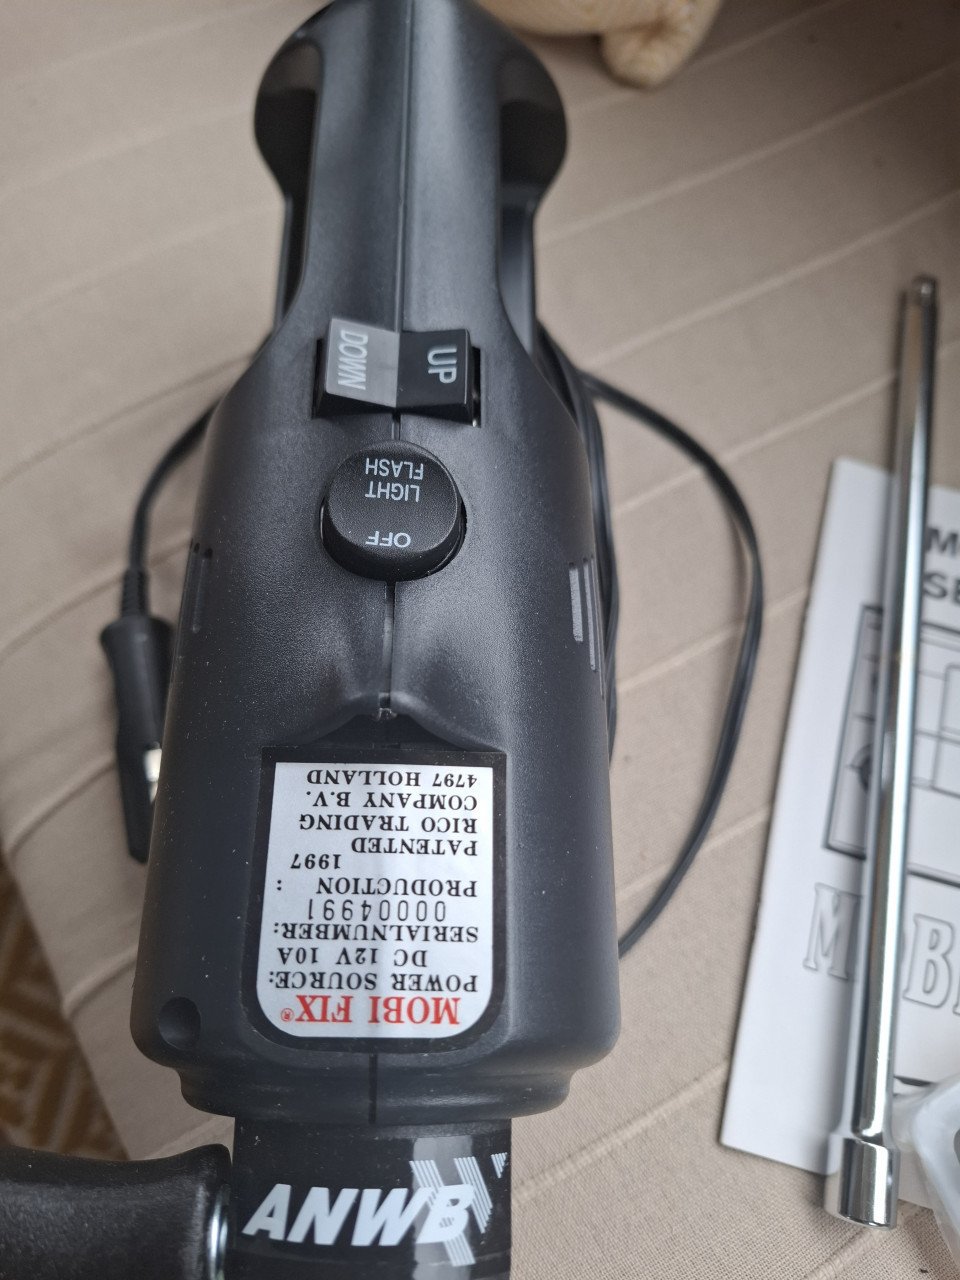 DOWN
UP
OFF
LIGHT
FLASH
MOBI FIX®
POWER SOURCE:
DC 12V 10A
SERIALNUMBER:
00004991
PRODUCTION :
1997
PATENTED
RICO TRADING
COMPANY B.V.
4797 HOLLAND
ANWB